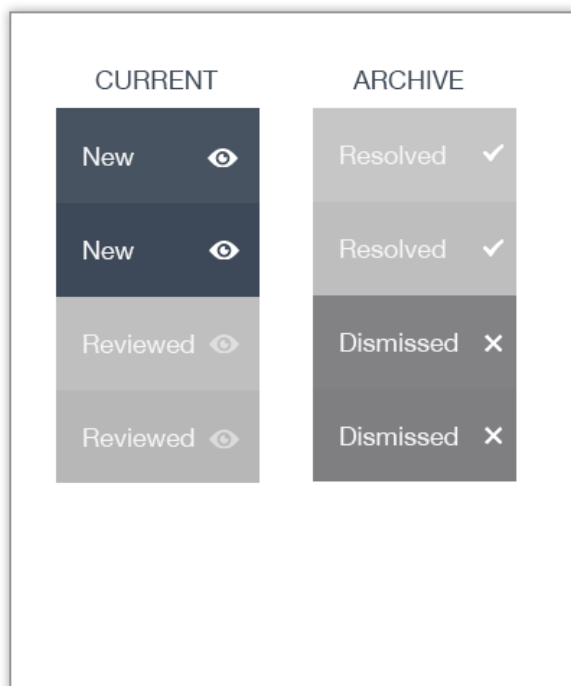 CURRENT
New
New
Reviewed
Reviewed
ARCHIVE
Resolved
Resolved
Dismissed
Dismissed